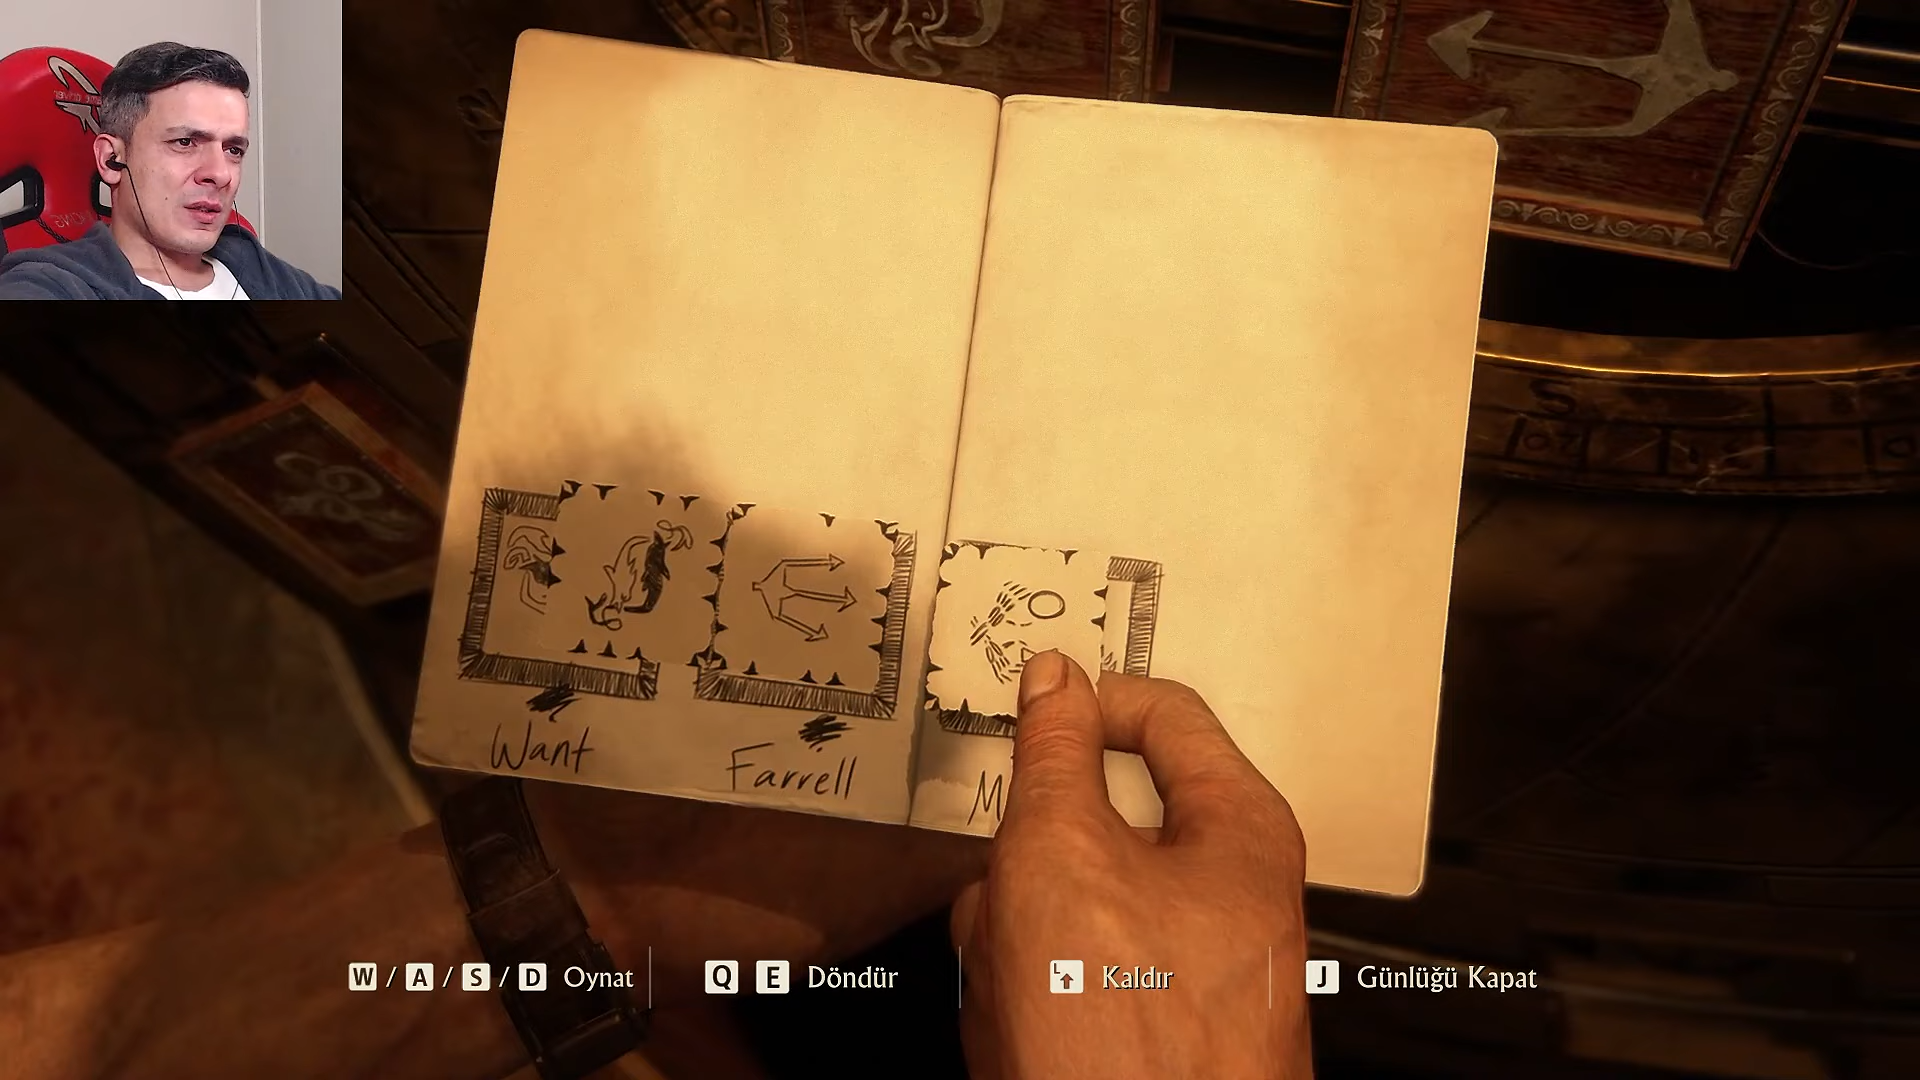 Want
Farrell
M
W / A / S / D Oynat
Q E Döndür
L Kaldır
J Günlüğü Kapat